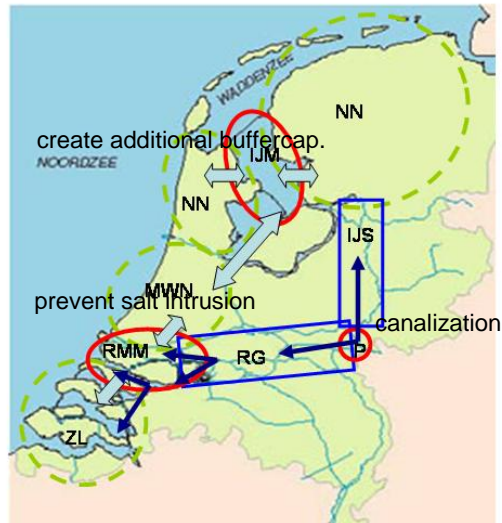 WADDENZEE
NN
create additional buffercap.
IJM
NOORDZEE
NN
IJS
MWN
prevent salt intrusion
canalization
RMM
RG
P
ZL